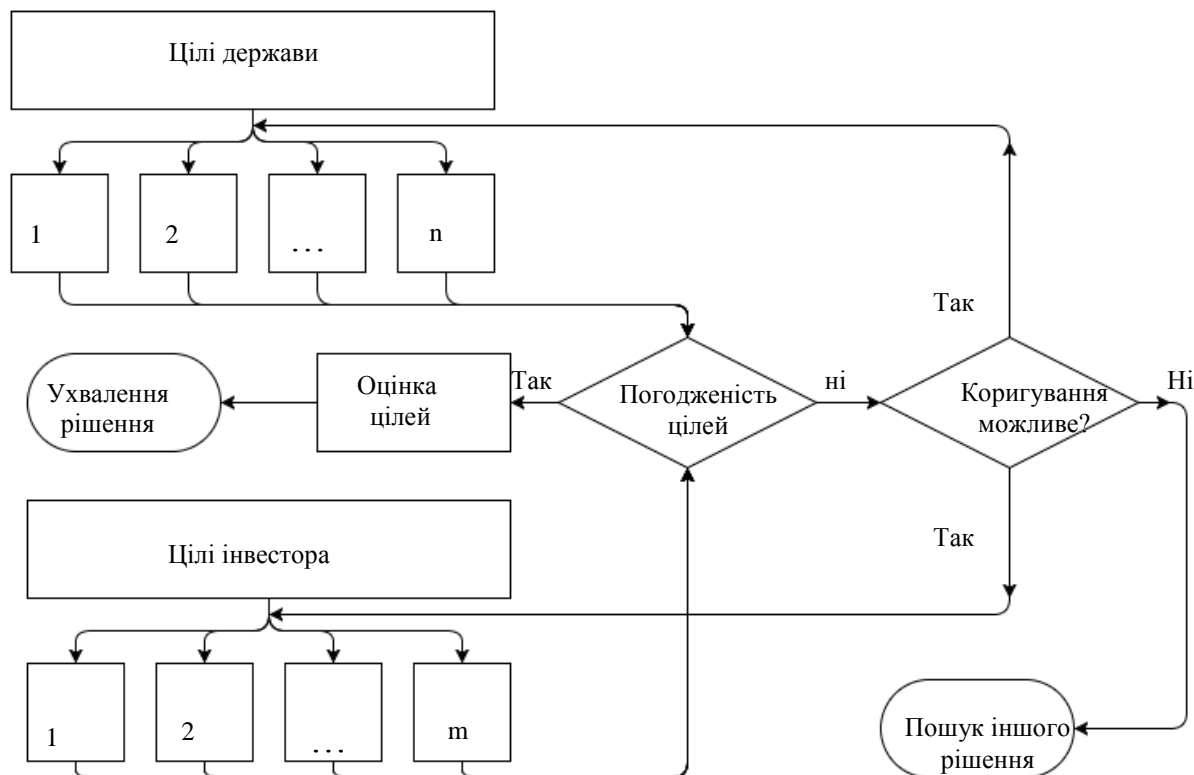 Цілі держави
1
2
...
n
Так
Ухвалення
рішення
Оцінка
цілей
Так
Погодженість
цілей
ні
Коригування
можливе?
Ні
Так
Цілі інвестора
1
2
...
m
Пошук іншого
рішення